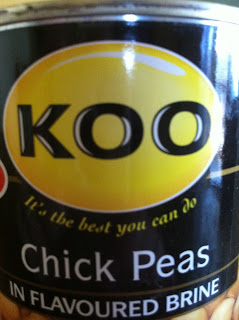 KOO
It's the best you can do
Chick Peas
IN FLAVOURED BRINE